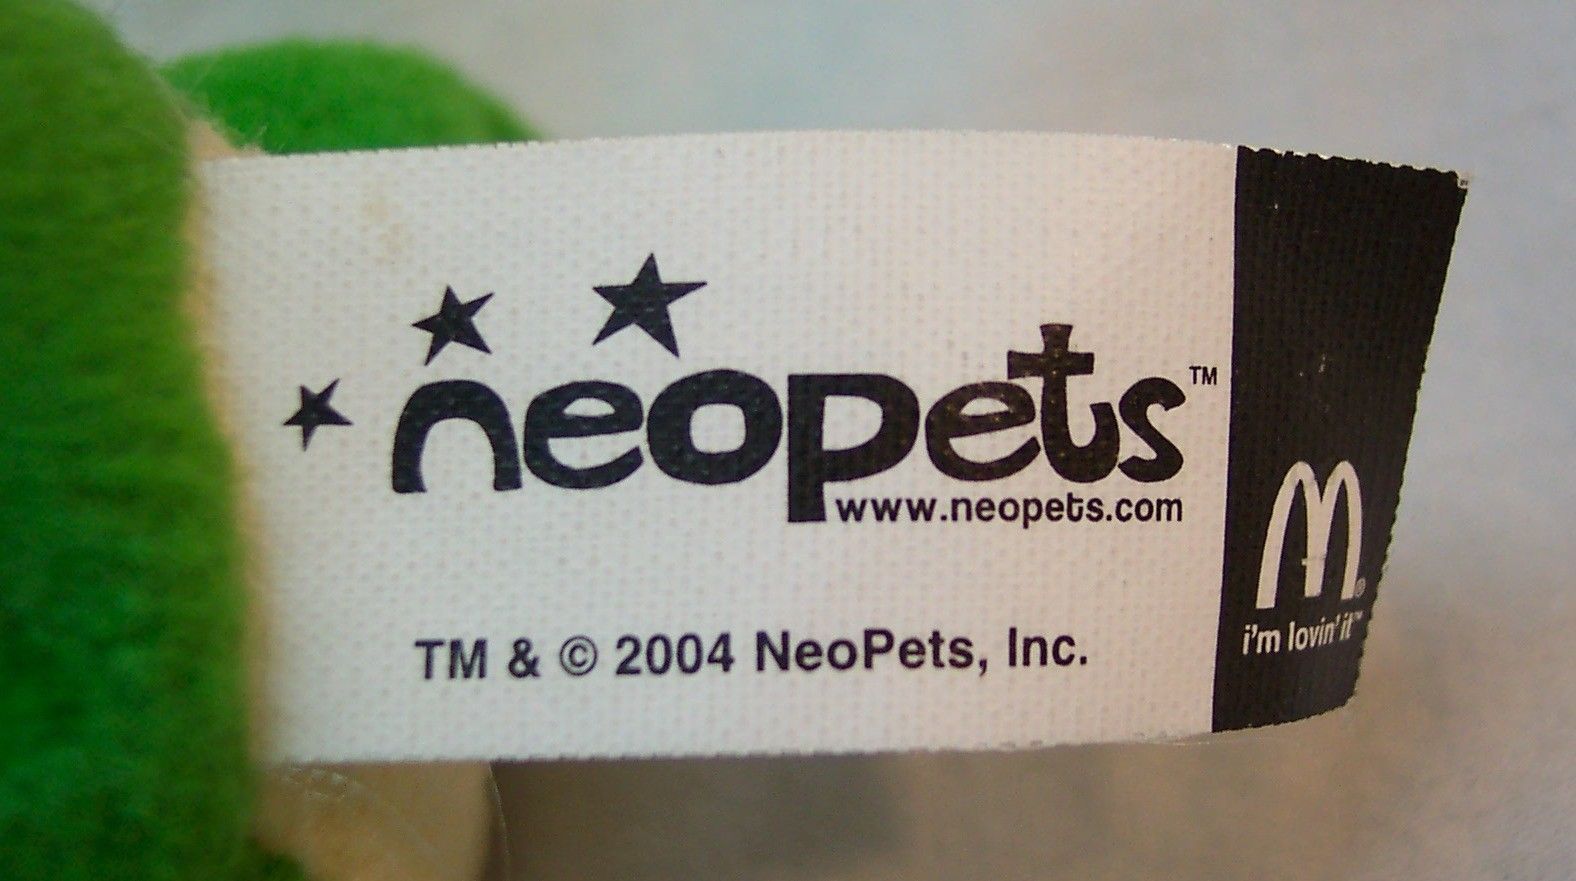 neopets™
www.neopets.com
TM & © 2004 NeoPets, Inc.
M®
i'm lovin' it™